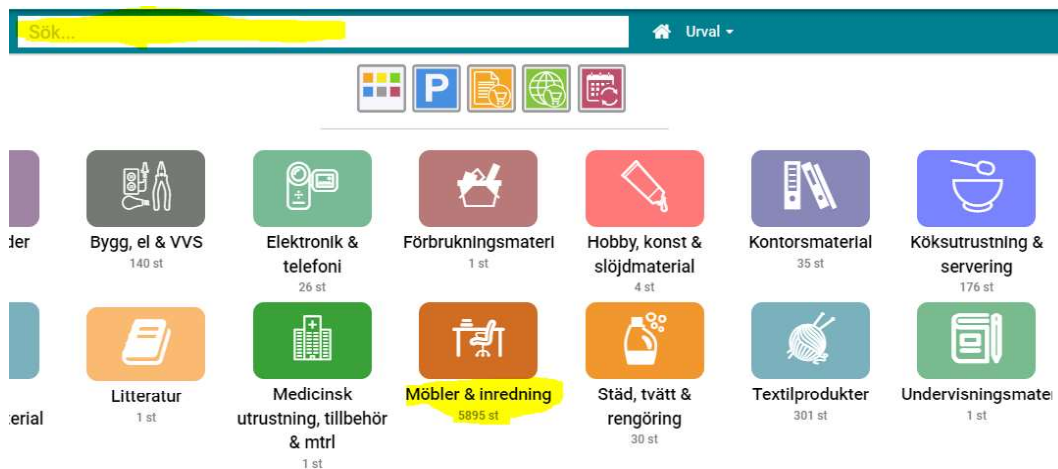 Sök...
Urval
P
der
Bygg, el & VVS
140 st
Elektronik &
telefoni
26 st
Förbrukningsmateri
1 st
Hobby, konst &
slöjdmaterial
4 st
Kontorsmaterial
35 st
Köksutrustning &
servering
176 st
erial
Litteratur
1 st
Medicinsk
utrustning, tillbehör
& mtrl
1 st
Möbler & inredning
5895 st
Städ, tvätt &
rengöring
30 st
Textilprodukter
301 st
Undervisningsmate
1 st